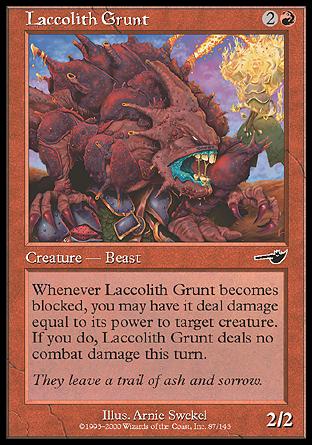 Laccolith Grunt 2
Creature — Beast
Whenever Laccolith Grunt becomes
blocked, you may have it deal damage
equal to its power to target creature.
If you do, Laccolith Grunt deals no
combat damage this turn.
They leave a trail of ash and sorrow.
Illus. Arnie Swekel
©1993-2000 Wizards of the Coast, Inc. 87/143
2/2